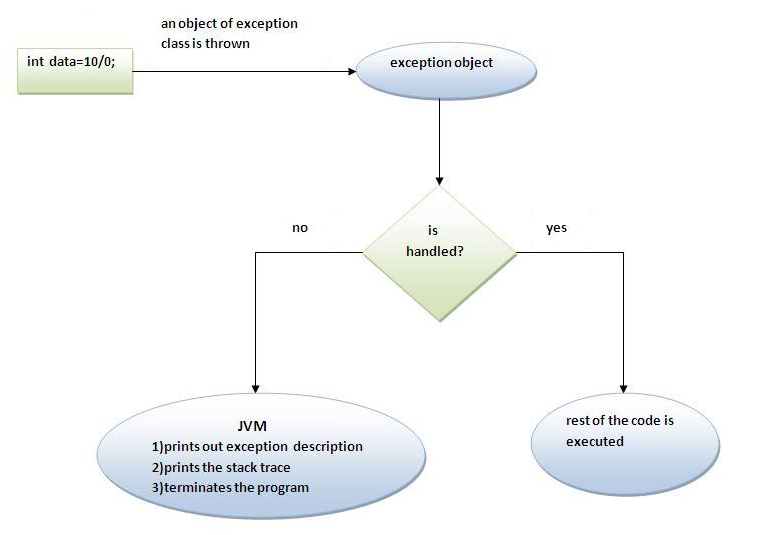 an object of exception
class is thrown
int data=10/0;
exception object
is
handled?
no
yes
JVM
1)prints out exception description
2)prints the stack trace
3)terminates the program
rest of the code is
executed